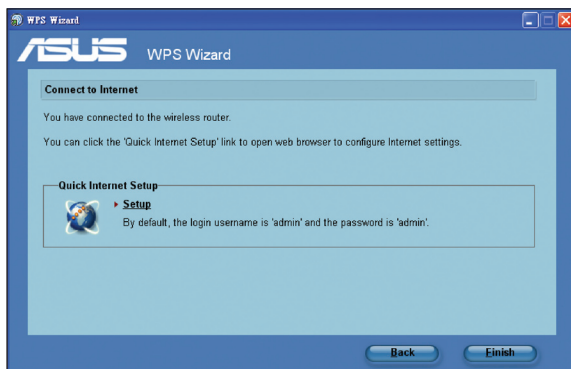 WPS Wizard
ASUS WPS Wizard
Connect to Internet
You have connected to the wireless router.
You can click the 'Quick Internet Setup' link to open web browser to configure Internet settings.
Quick Internet Setup
Setup
By default, the login username is 'admin' and the password is 'admin'.
Back Finish